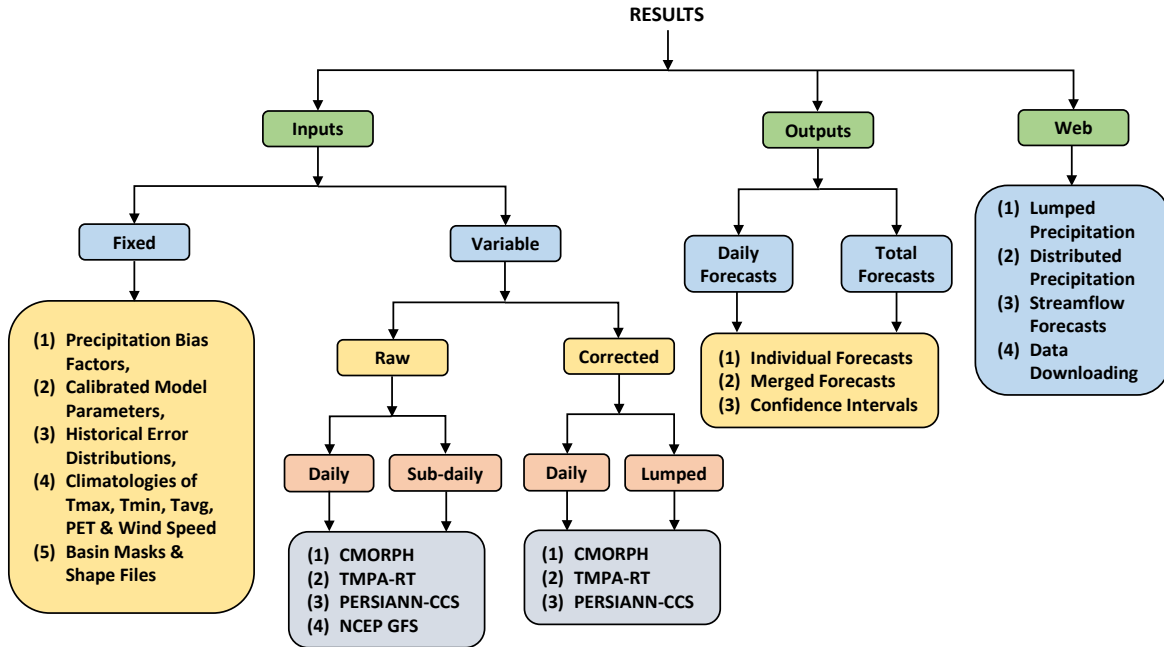 RESULTS
Inputs
Outputs
Web
Fixed
Variable
Daily
Forecasts
Total
Forecasts
(1) Lumped
Precipitation
(2) Distributed
Precipitation
(3) Streamflow
Forecasts
(4) Data
Downloading
(1) Precipitation Bias
Factors,
(2) Calibrated Model
Parameters,
(3) Historical Error
Distributions,
(4) Climatologies of
Tmax, Tmin, Tavg,
PET & Wind Speed
(5) Basin Masks &
Shape Files
Raw
Corrected
(1) Individual Forecasts
(2) Merged Forecasts
(3) Confidence Intervals
Daily
Sub-daily
Daily
Lumped
(1) CMORPH
(2) TMPA-RT
(3) PERSIANN-CCS
(4) NCEP GFS
(1) CMORPH
(2) TMPA-RT
(3) PERSIANN-CCS